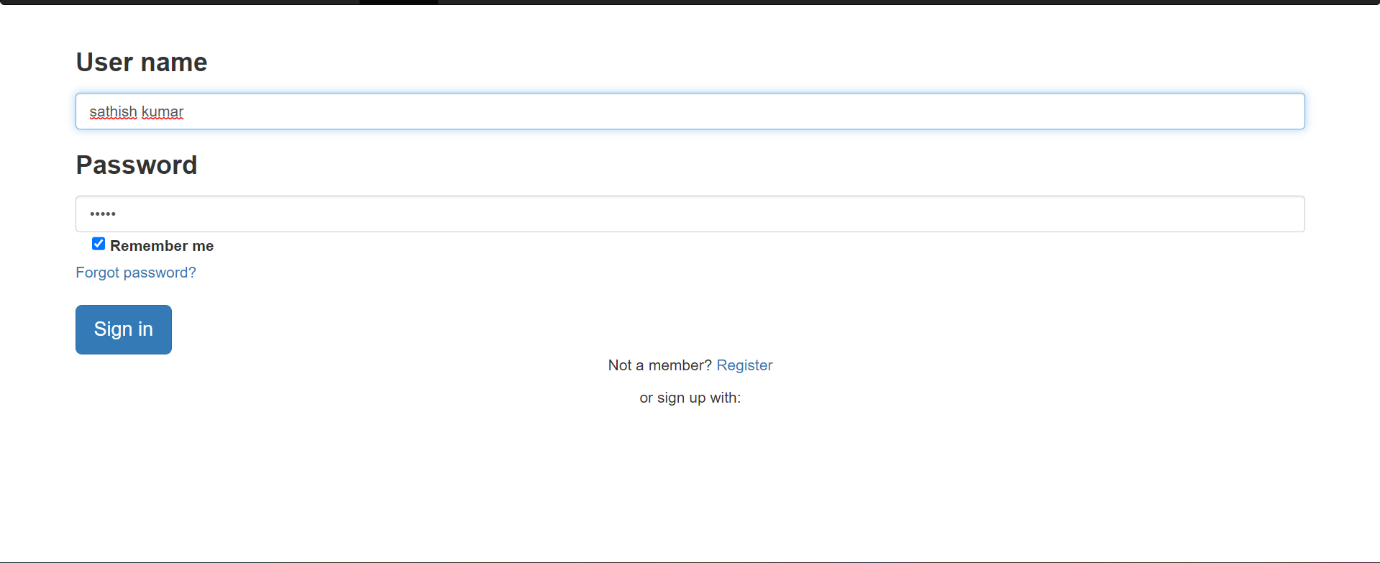 User name
sathish kumar
Password
•••••
Remember me
Forgot password?
Sign in
Not a member? Register
or sign up with: